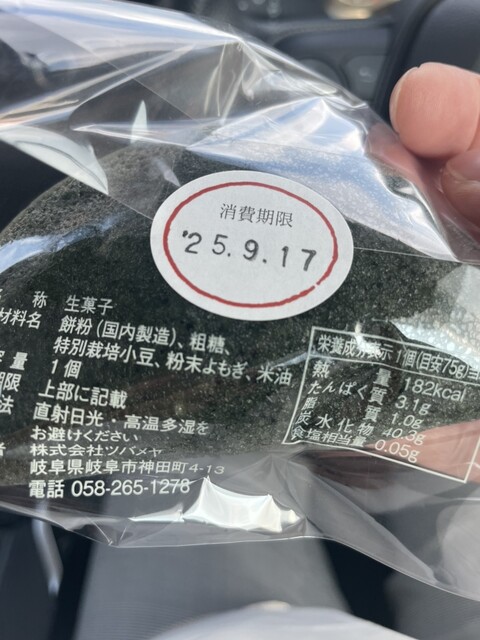 消費期限
'25.9.17
名 称 生菓子
材料名 餅粉（国内製造）、粗糖、
特別栽培小豆、粉末よもぎ、米油
容量 1個
期限 上部に記載
法 直射日光・高温多湿を
お避けください
者 株式会社ツバメヤ
岐阜県岐阜市神田町4-13
電話 058-265-1278
栄養成分表示 1個(目安75g)当
熱 量 182kcal
たんぱく質 3.1g
脂 質 1.0g
炭水化物 40.3g
食塩相当量 0.05g